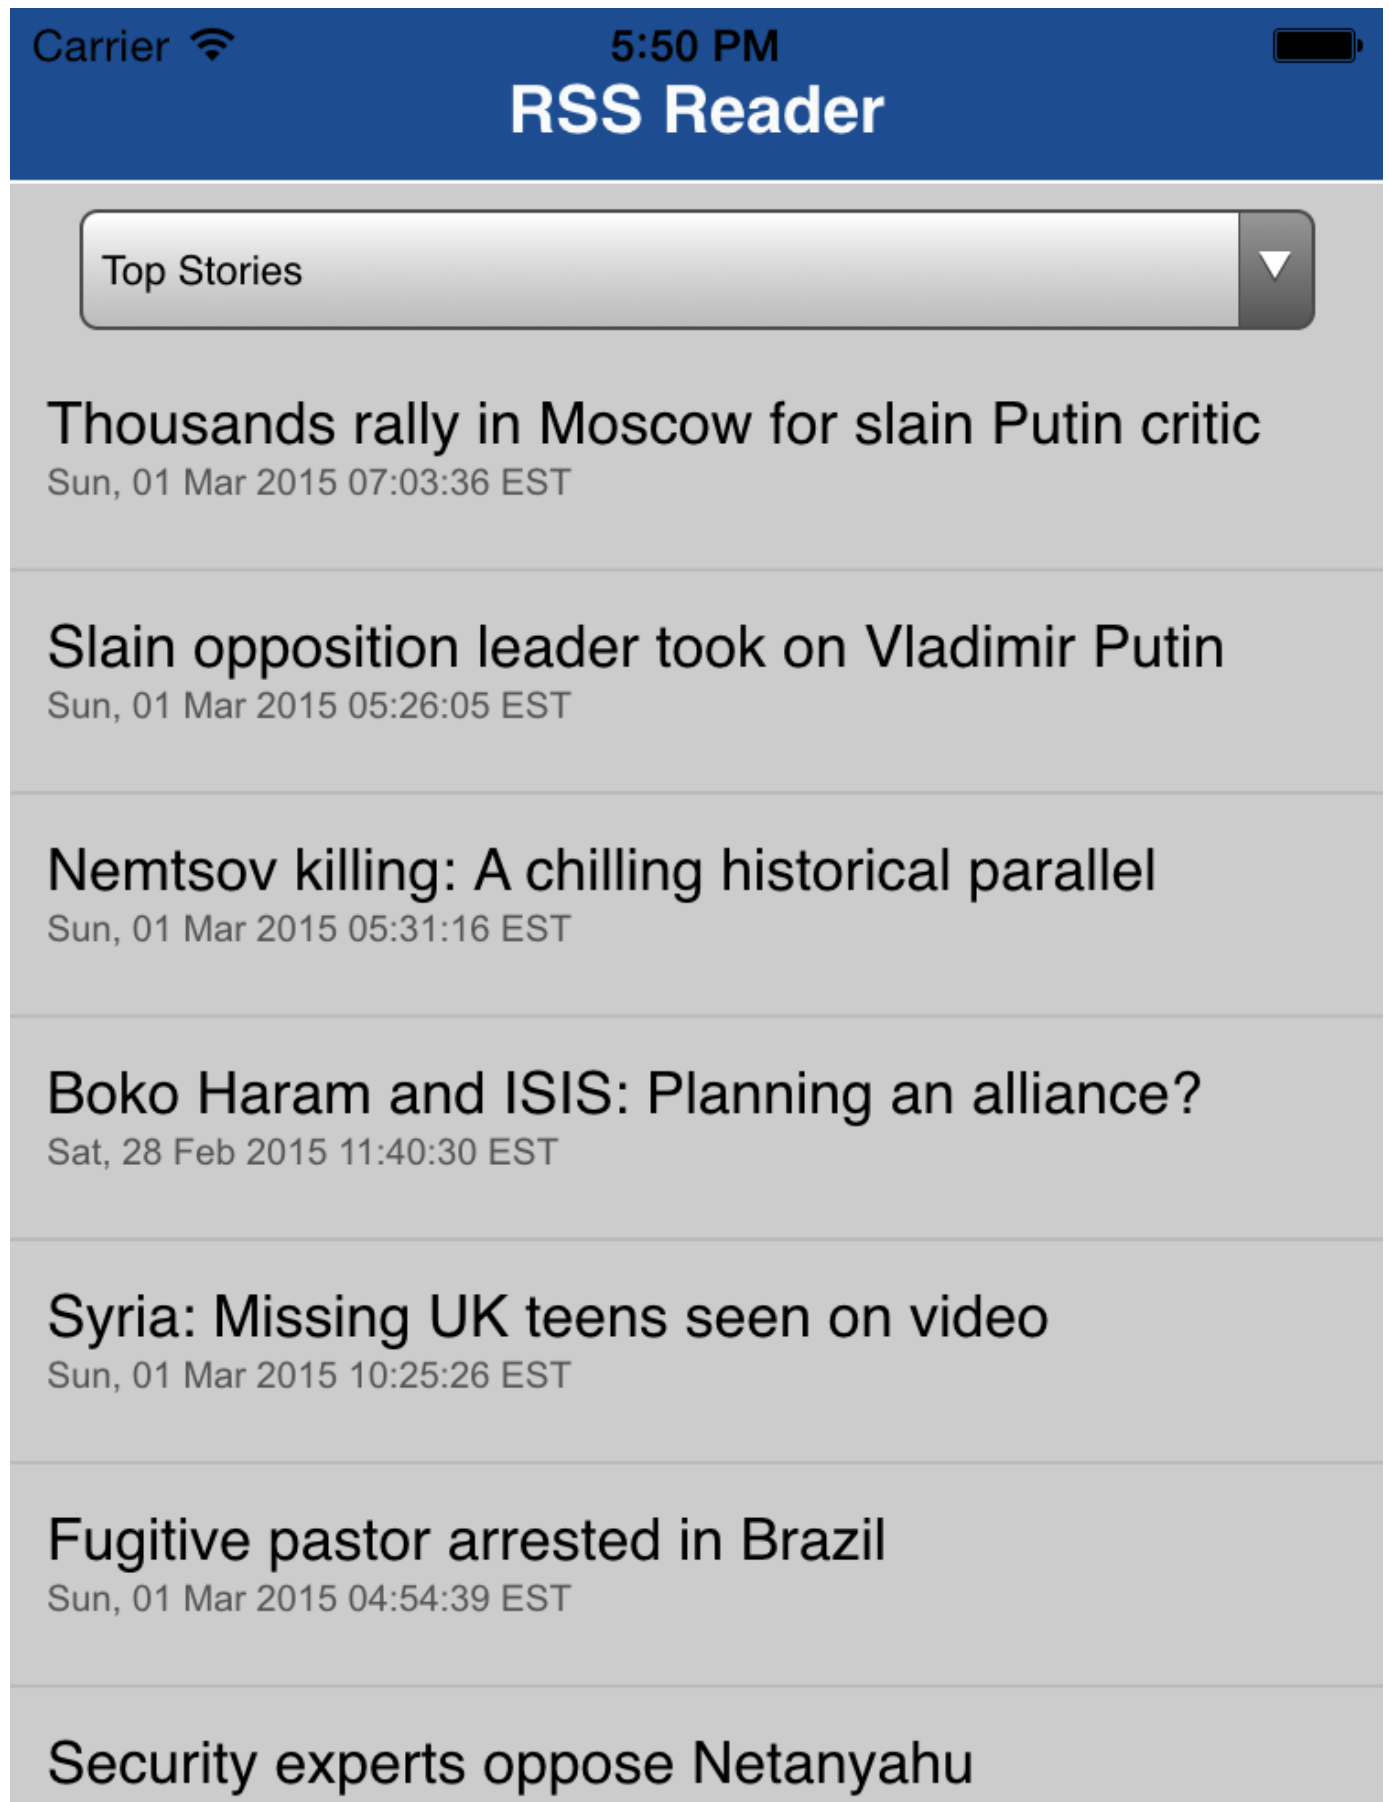 Carrier
5:50 PM
RSS Reader
Top Stories
Thousands rally in Moscow for slain Putin critic
Sun, 01 Mar 2015 07:03:36 EST
Slain opposition leader took on Vladimir Putin
Sun, 01 Mar 2015 05:26:05 EST
Nemtsov killing: A chilling historical parallel
Sun, 01 Mar 2015 05:31:16 EST
Boko Haram and ISIS: Planning an alliance?
Sat, 28 Feb 2015 11:40:30 EST
Syria: Missing UK teens seen on video
Sun, 01 Mar 2015 10:25:26 EST
Fugitive pastor arrested in Brazil
Sun, 01 Mar 2015 04:54:39 EST
Security experts oppose Netanyahu